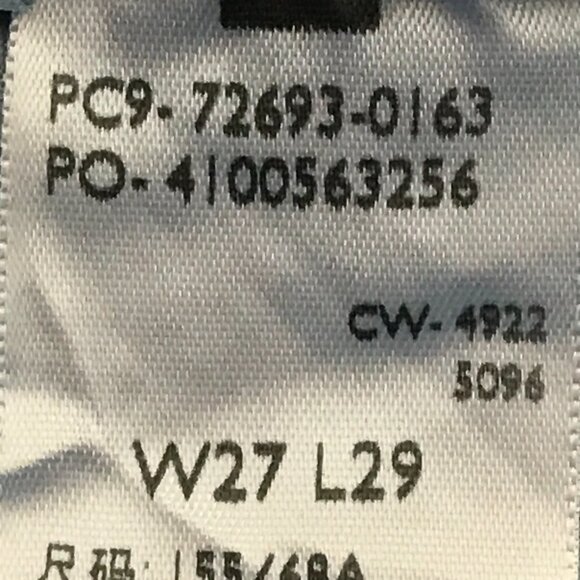 PC9- 72693-0163
PO- 4100563256
CW- 4922
5096
W27 L29
尺码: 155/68A